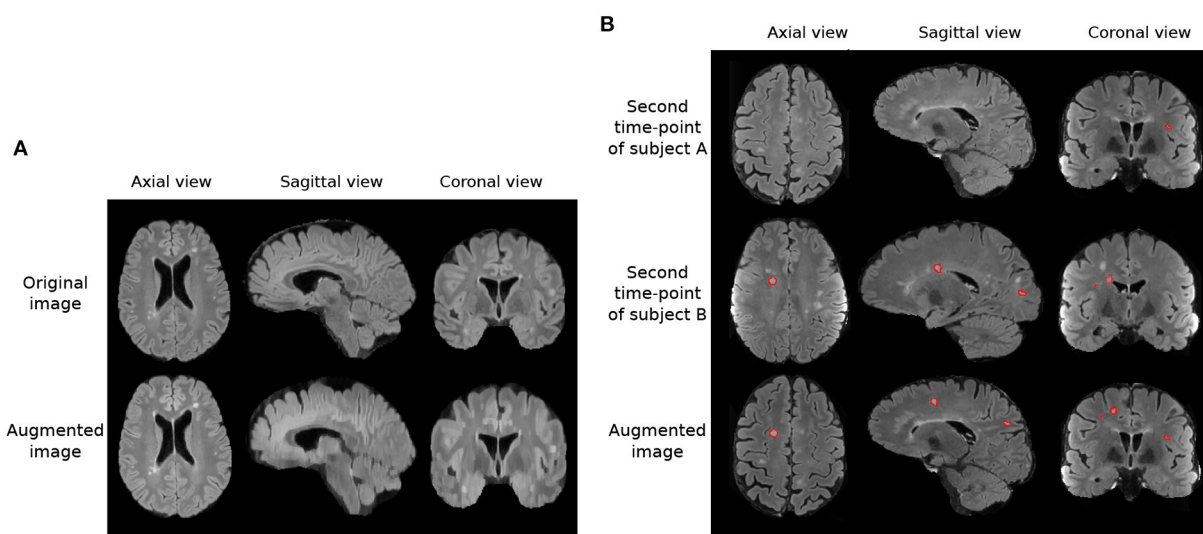 A
Axial view
Sagittal view
Coronal view
Original
image
Augmented
image
B
Axial view
Sagittal view
Coronal view
Second
time-point
of subject A
Second
time-point
of subject B
Augmented
image